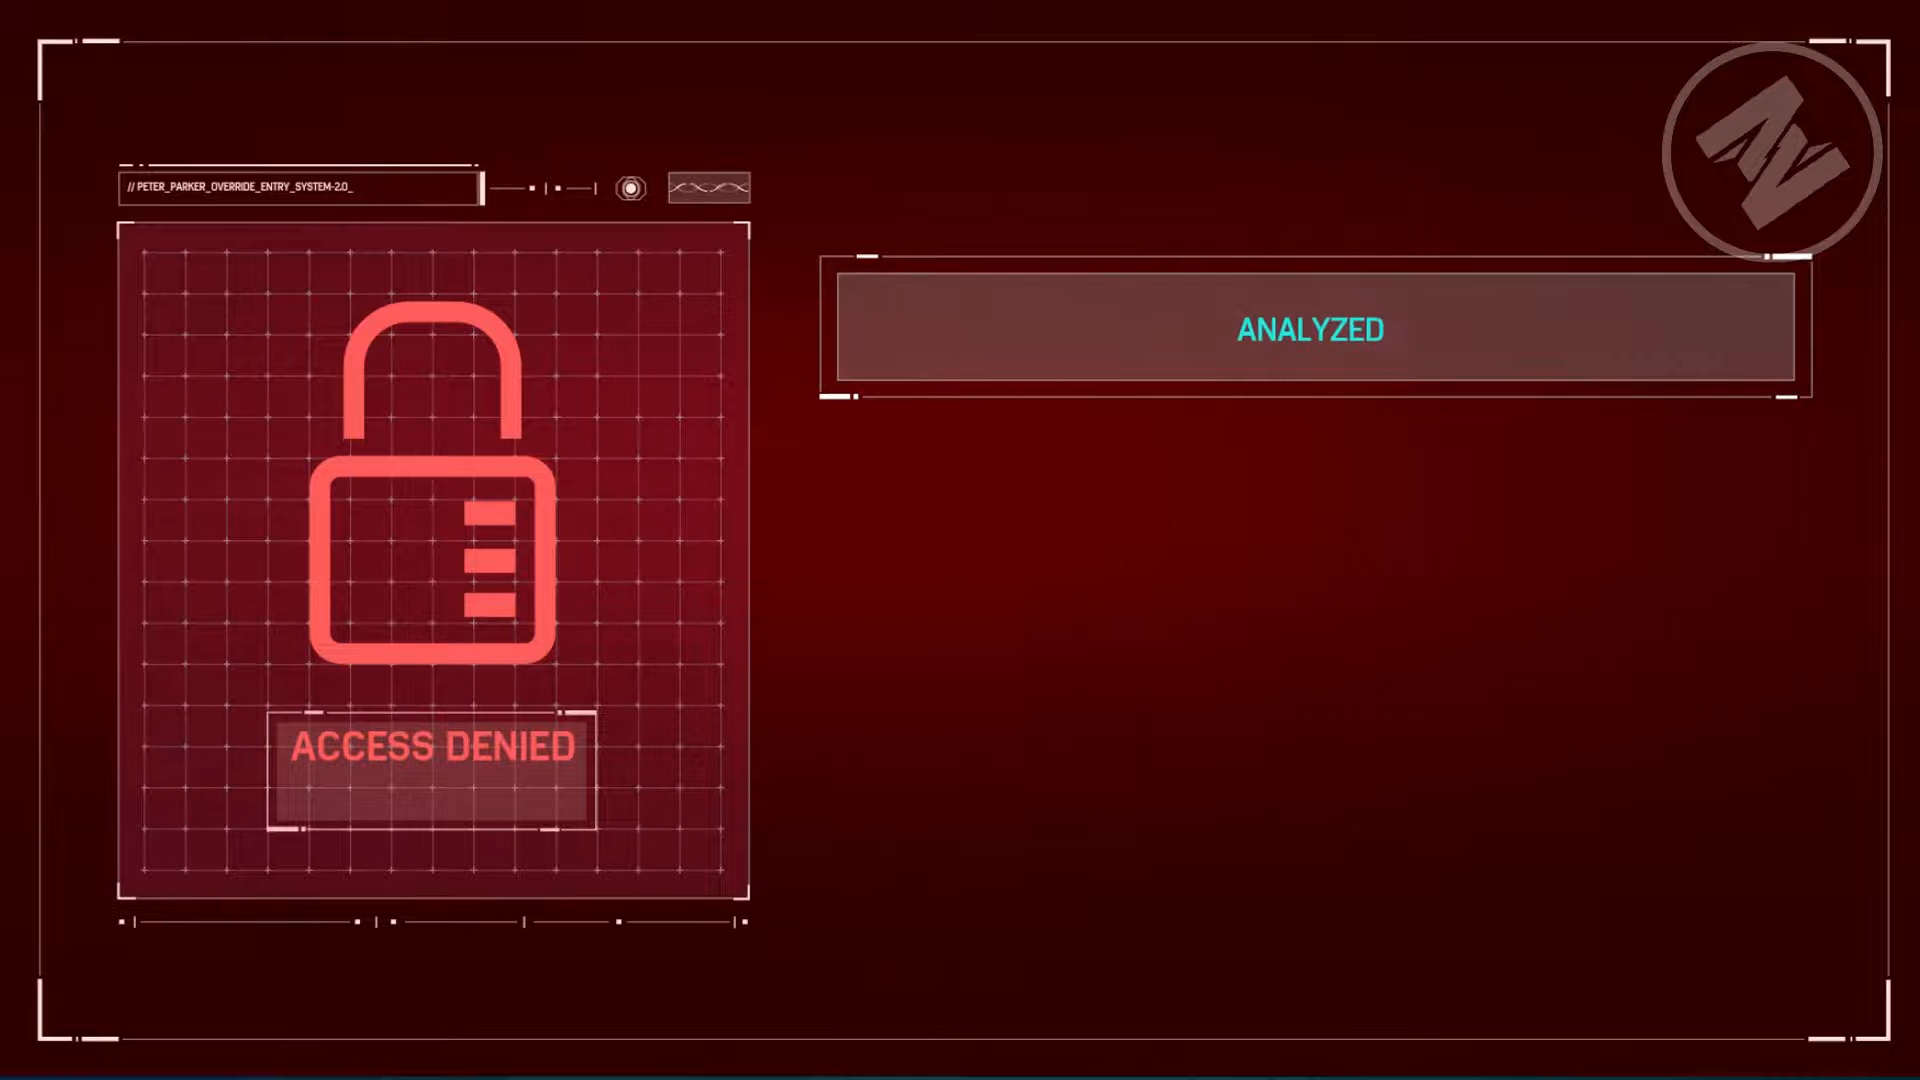 // PETER_PARKER_OVERRIDE_ENTRY_SYSTEM-2.0_
ANALYZED
ACCESS DENIED